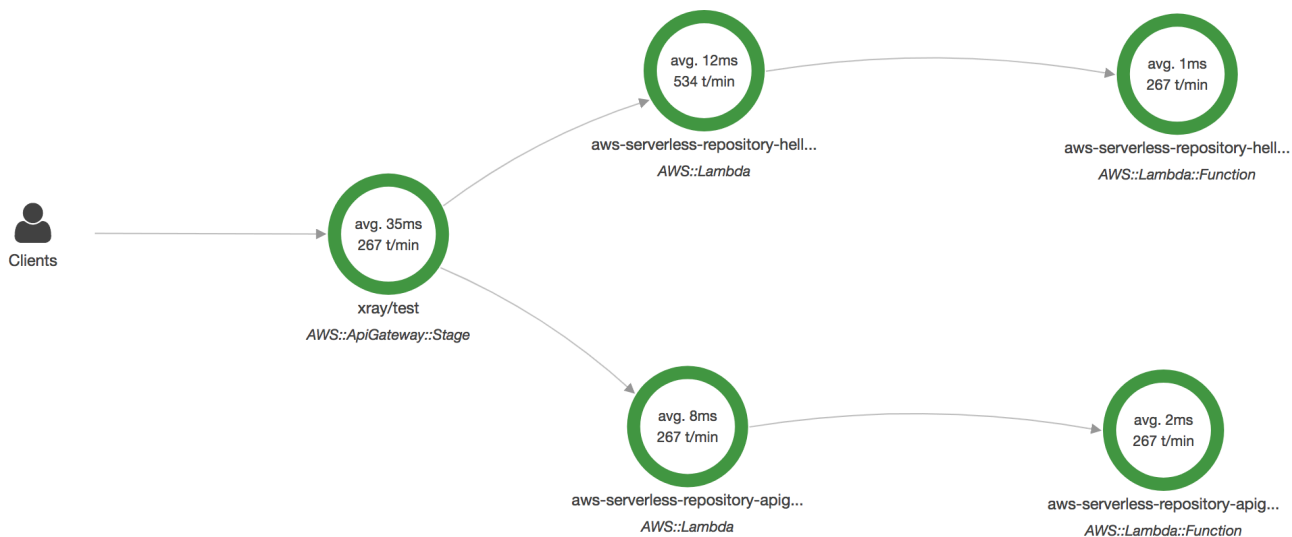 Clients
avg. 35ms
267 t/min
xray/test
AWS::ApiGateway::Stage
avg. 12ms
534 t/min
aws-serverless-repository-hell...
AWS::Lambda
avg. 1ms
267 t/min
aws-serverless-repository-hell...
AWS::Lambda::Function
avg. 8ms
267 t/min
aws-serverless-repository-apig...
AWS::Lambda
avg. 2ms
267 t/min
aws-serverless-repository-apig...
AWS::Lambda::Function